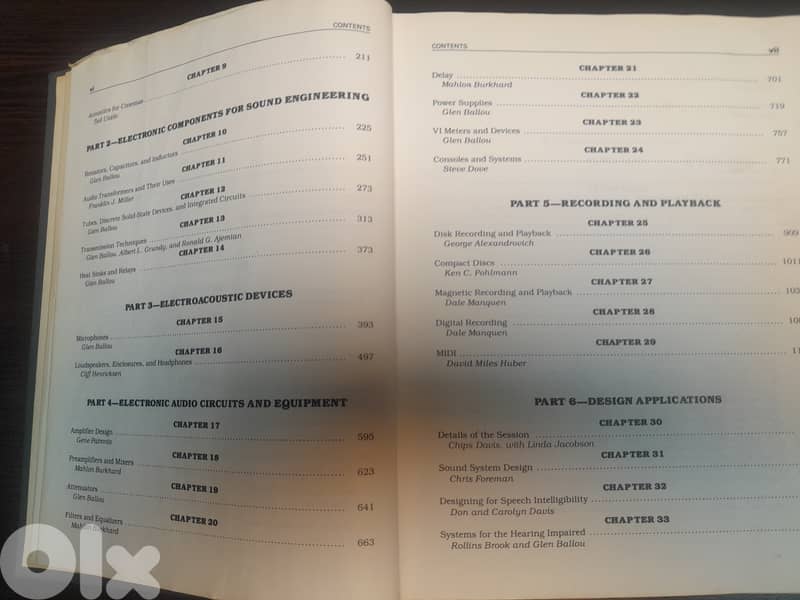 vi
CONTENTS
CHAPTER 9
Acoustics for Cinemas 211
Ted Uzzle
PART 2—ELECTRONIC COMPONENTS FOR SOUND ENGINEERING
CHAPTER 10
Resistors, Capacitors, and Inductors 225
Glen Ballou
CHAPTER 11
Audio Transformers and Their Uses 251
Franklin J. Miller
CHAPTER 12
Tubes, Discrete Solid-State Devices, and Integrated Circuits 273
Glen Ballou
CHAPTER 13
Transmission Techniques 313
Glen Ballou, Albert L. Grundy, and Ronald G. Ajemian
CHAPTER 14
Heat Sinks and Relays 373
Glen Ballou
PART 3—ELECTROACOUSTIC DEVICES
CHAPTER 15
Microphones 393
Glen Ballou
CHAPTER 16
Loudspeakers, Enclosures, and Headphones 497
Cliff Henricksen
PART 4—ELECTRONIC AUDIO CIRCUITS AND EQUIPMENT
CHAPTER 17
Amplifier Design 595
Gene Patronis
CHAPTER 18
Preamplifiers and Mixers 623
Mahlon Burkhard
CHAPTER 19
Attenuators 641
Glen Ballou
CHAPTER 20
Filters and Equalizers 663
Mahlon Burkhard
CONTENTS
vii
CHAPTER 21
Delay 701
Mahlon Burkhard
CHAPTER 22
Power Supplies 719
Glen Ballou
CHAPTER 23
VI Meters and Devices 757
Glen Ballou
CHAPTER 24
Consoles and Systems 771
Steve Dove
PART 5—RECORDING AND PLAYBACK
CHAPTER 25
Disk Recording and Playback 909
George Alexandrovich
CHAPTER 26
Compact Discs 1011
Ken C. Pohlmann
CHAPTER 27
Magnetic Recording and Playback 103
Dale Manquen
CHAPTER 28
Digital Recording 10
Dale Manquen
CHAPTER 29
MIDI 11
David Miles Huber
PART 6—DESIGN APPLICATIONS
CHAPTER 30
Details of the Session
Chips Davis, with Linda Jacobson
CHAPTER 31
Sound System Design
Chris Foreman
CHAPTER 32
Designing for Speech Intelligibility
Don and Carolyn Davis
CHAPTER 33
Systems for the Hearing Impaired
Rollins Brook and Glen Ballou
olx